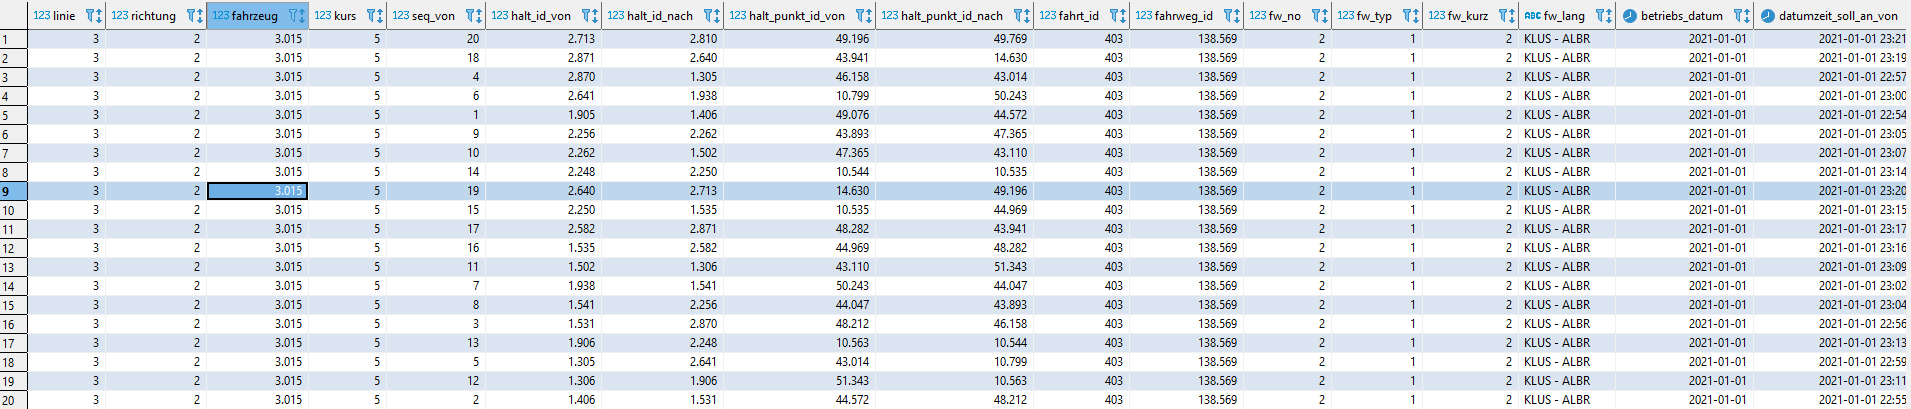 123 linie 123 richtung 123 fahrzeug 123 kurs 123 seq_von 123 halt_id_von 123 halt_id_nach 123 halt_punkt_id_von 123 halt_punkt_id_nach 123 fahrt_id 123 fahrweg_id 123 fw_no 123 fw_typ 123 fw_kurz ABC fw_lang betriebs_datum datumzeit_soll_an_von
1 3 2 3.015 5 20 2.713 2.810 49.196 49.769 403 138.569 2 1 2 KLUS - ALBR 2021-01-01 2021-01-01 23:21
2 3 2 3.015 5 18 2.871 2.640 43.941 14.630 403 138.569 2 1 2 KLUS - ALBR 2021-01-01 2021-01-01 23:19
3 3 2 3.015 5 4 2.870 1.305 46.158 43.014 403 138.569 2 1 2 KLUS - ALBR 2021-01-01 2021-01-01 22:57
4 3 2 3.015 5 6 2.641 1.938 10.799 50.243 403 138.569 2 1 2 KLUS - ALBR 2021-01-01 2021-01-01 23:00
5 3 2 3.015 5 1 1.905 1.406 49.076 44.572 403 138.569 2 1 2 KLUS - ALBR 2021-01-01 2021-01-01 22:54
6 3 2 3.015 5 9 2.256 2.262 43.893 47.365 403 138.569 2 1 2 KLUS - ALBR 2021-01-01 2021-01-01 23:05
7 3 2 3.015 5 10 2.262 1.502 47.365 43.110 403 138.569 2 1 2 KLUS - ALBR 2021-01-01 2021-01-01 23:07
8 3 2 3.015 5 14 2.248 2.250 10.544 10.535 403 138.569 2 1 2 KLUS - ALBR 2021-01-01 2021-01-01 23:14
9 3 2 3.015 5 19 2.640 2.713 14.630 49.196 403 138.569 2 1 2 KLUS - ALBR 2021-01-01 2021-01-01 23:20
10 3 2 3.015 5 15 2.250 1.535 10.535 44.969 403 138.569 2 1 2 KLUS - ALBR 2021-01-01 2021-01-01 23:15
11 3 2 3.015 5 17 2.582 2.871 48.282 43.941 403 138.569 2 1 2 KLUS - ALBR 2021-01-01 2021-01-01 23:17
12 3 2 3.015 5 16 1.535 2.582 44.969 48.282 403 138.569 2 1 2 KLUS - ALBR 2021-01-01 2021-01-01 23:16
13 3 2 3.015 5 11 1.502 1.306 43.110 51.343 403 138.569 2 1 2 KLUS - ALBR 2021-01-01 2021-01-01 23:09
14 3 2 3.015 5 7 1.938 1.541 50.243 44.047 403 138.569 2 1 2 KLUS - ALBR 2021-01-01 2021-01-01 23:02
15 3 2 3.015 5 8 1.541 2.256 44.047 43.893 403 138.569 2 1 2 KLUS - ALBR 2021-01-01 2021-01-01 23:04
16 3 2 3.015 5 3 1.531 2.870 48.212 46.158 403 138.569 2 1 2 KLUS - ALBR 2021-01-01 2021-01-01 22:56
17 3 2 3.015 5 13 1.906 2.248 10.563 10.544 403 138.569 2 1 2 KLUS - ALBR 2021-01-01 2021-01-01 23:13
18 3 2 3.015 5 5 1.305 2.641 43.014 10.799 403 138.569 2 1 2 KLUS - ALBR 2021-01-01 2021-01-01 22:59
19 3 2 3.015 5 12 1.306 1.906 51.343 10.563 403 138.569 2 1 2 KLUS - ALBR 2021-01-01 2021-01-01 23:11
20 3 2 3.015 5 2 1.406 1.531 44.572 48.212 403 138.569 2 1 2 KLUS - ALBR 2021-01-01 2021-01-01 22:55